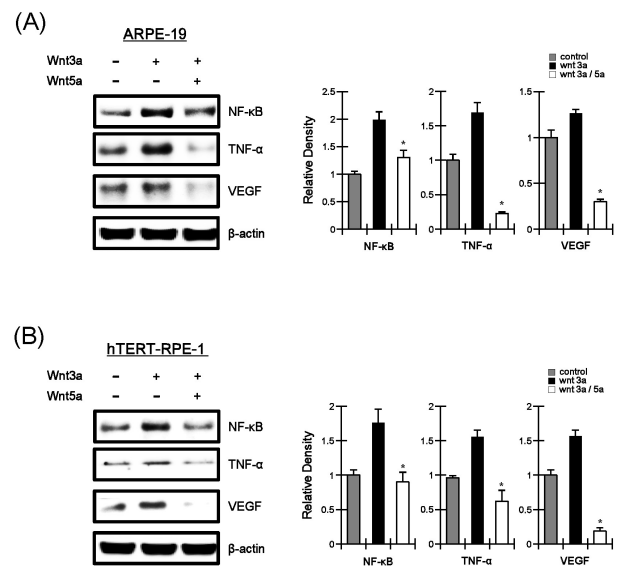 (A)
ARPE-19
Wnt3a - + +
Wnt5a +
NF-κB
TNF-α
VEGF
β-actin
control
wnt 3a
wnt 3a / 5a
Relative Density
2.5
2
1.5
1
0.5
0
*
NF-κB
2
1.5
1
0.5
0
*
TNF-α
1.5
1
0.5
0
*
VEGF
(B)
hTERT-RPE-1
Wnt3a - + +
Wnt5a +
NF-κB
TNF-α
VEGF
β-actin
control
wnt 3a
wnt 3a / 5a
Relative Density
2
1.5
1
0.5
0
*
NF-κB
2
1.5
1
0.5
0
*
TNF-α
2
1.5
1
0.5
0
*
VEGF